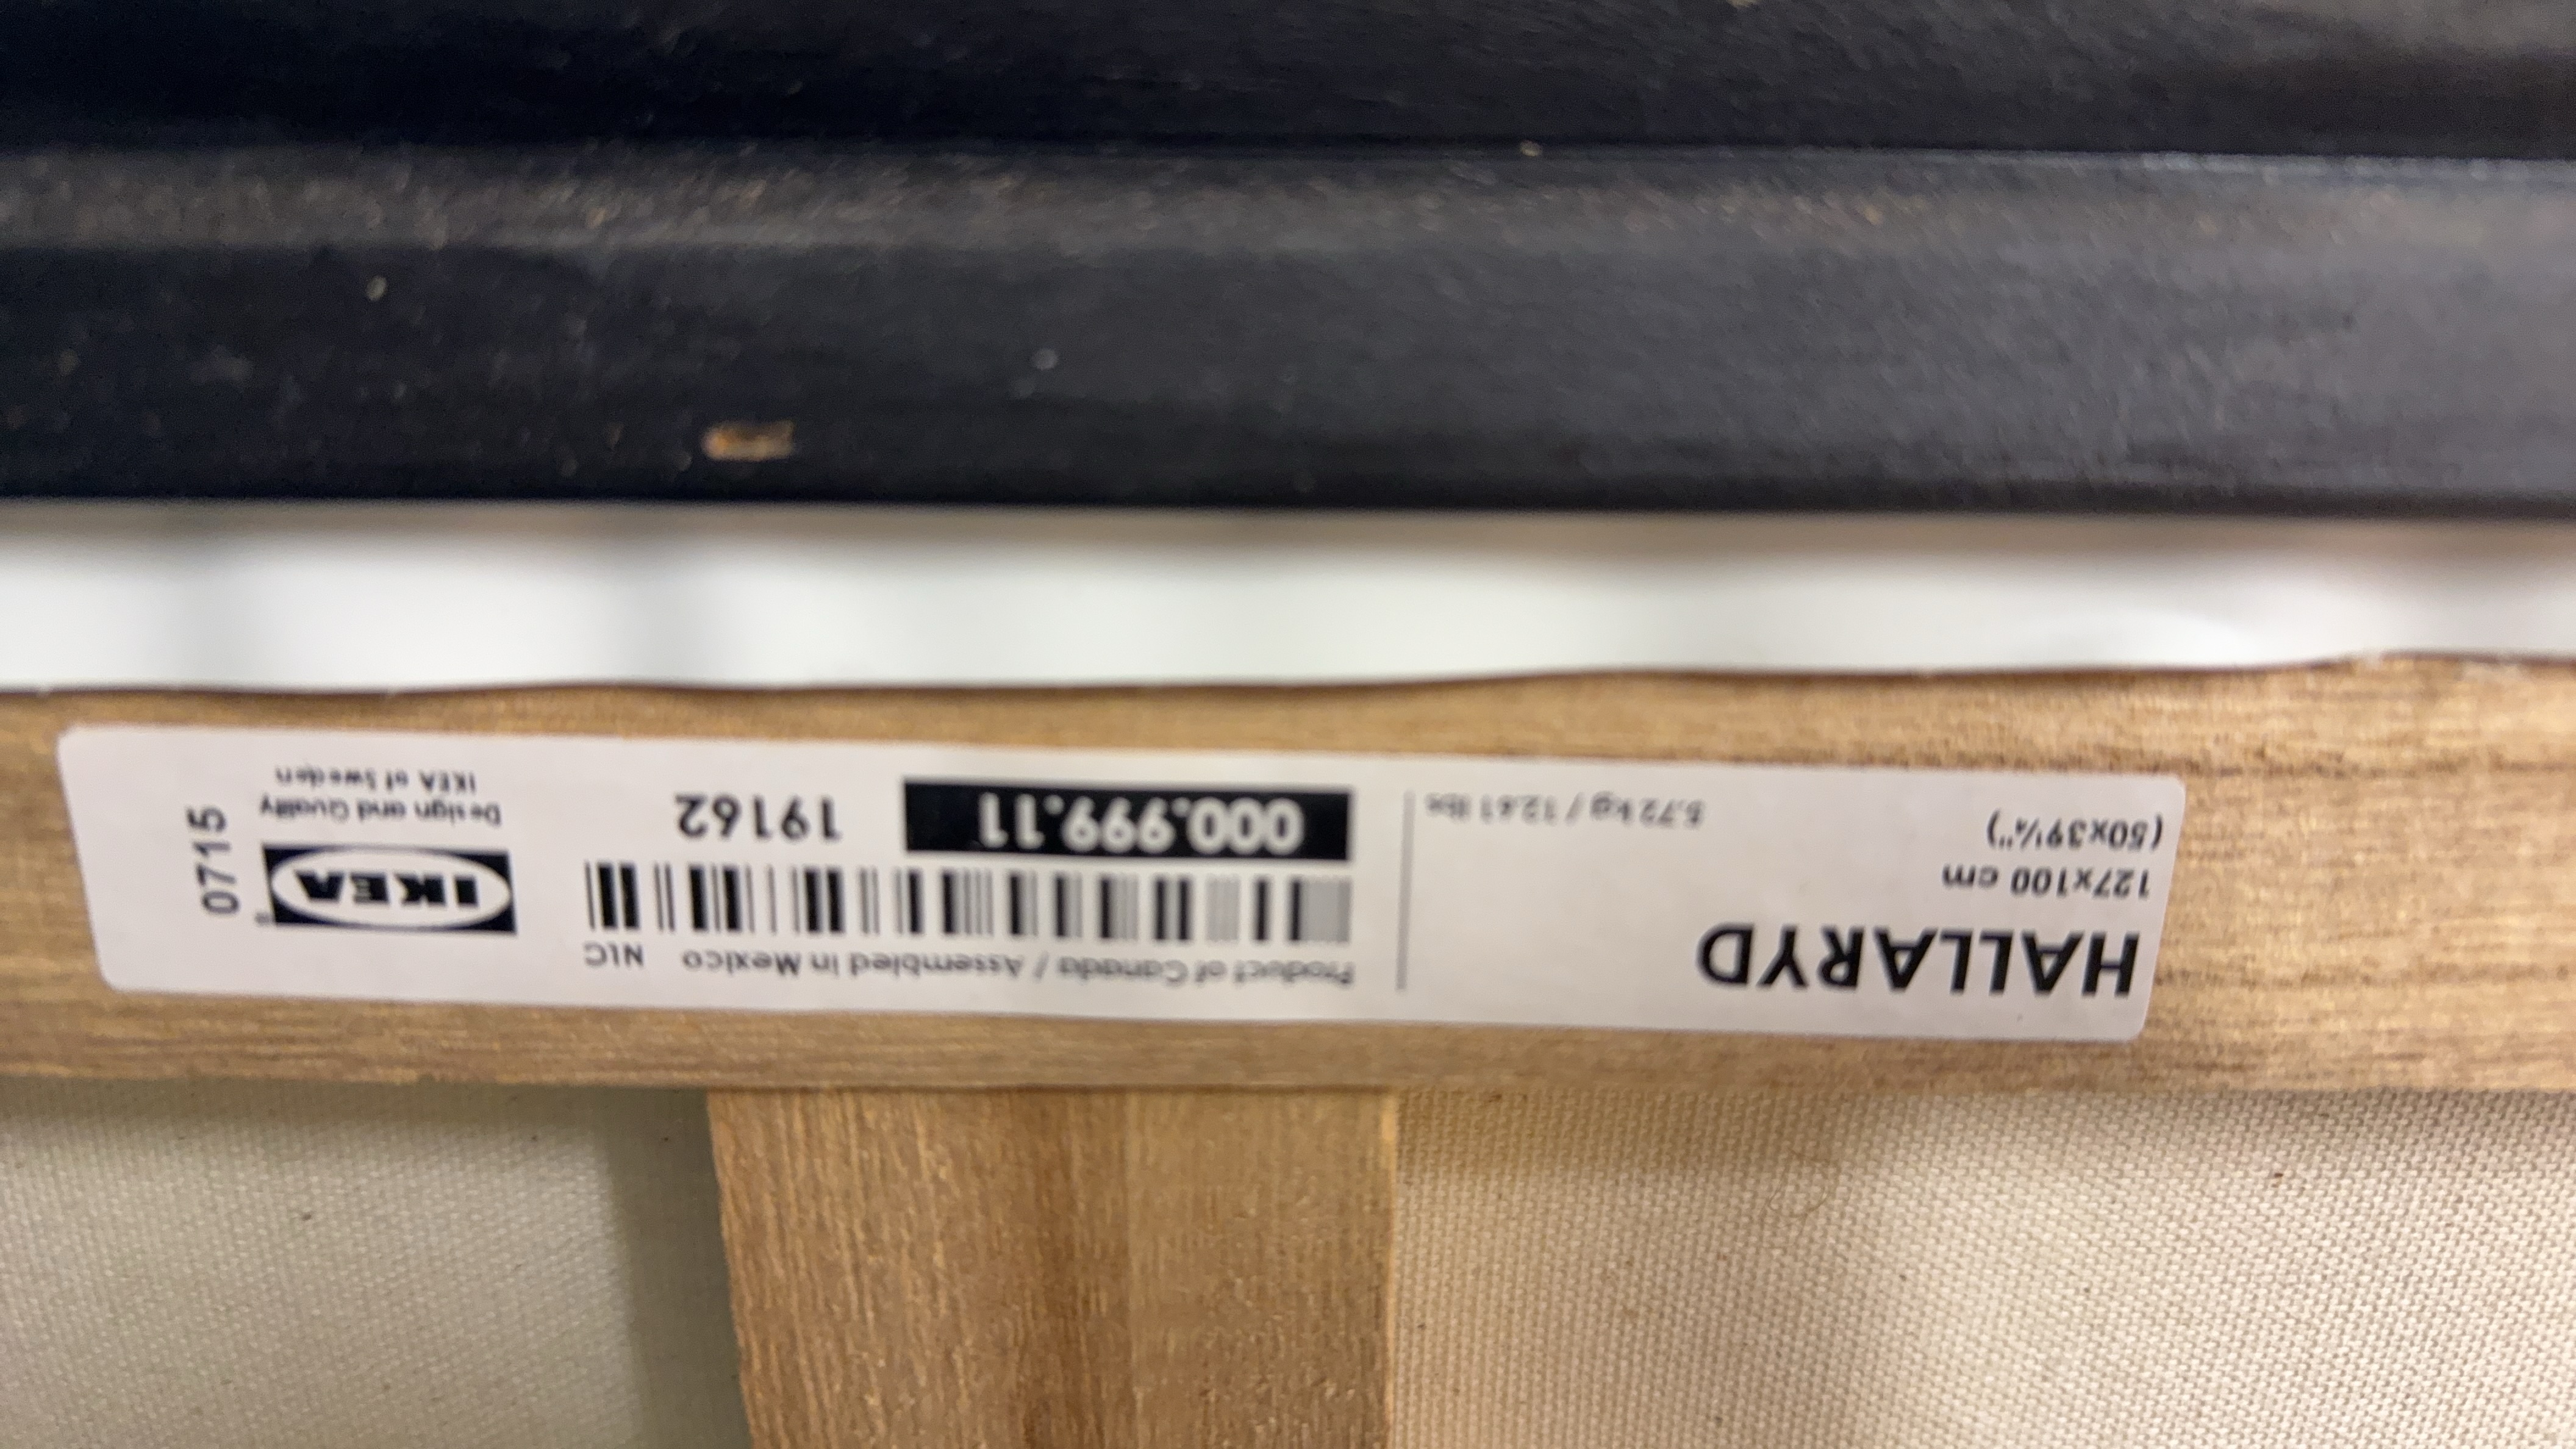 HALLARYD
127x100 cm
(50x39¼")
5.72 kg / 12.61 lbs
Product of Canada / Assembled in Mexico NIC
000.999.11 19162
IKEA
®
Design and Quality
IKEA of Sweden
0715